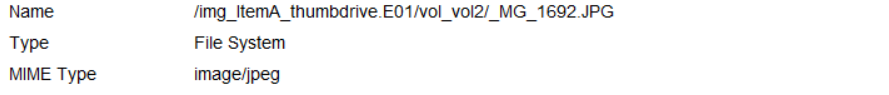 Name /img_ItemA_thumbdrive.E01/vol_vol2/_MG_1692.JPG
Type File System
MIME Type image/jpeg